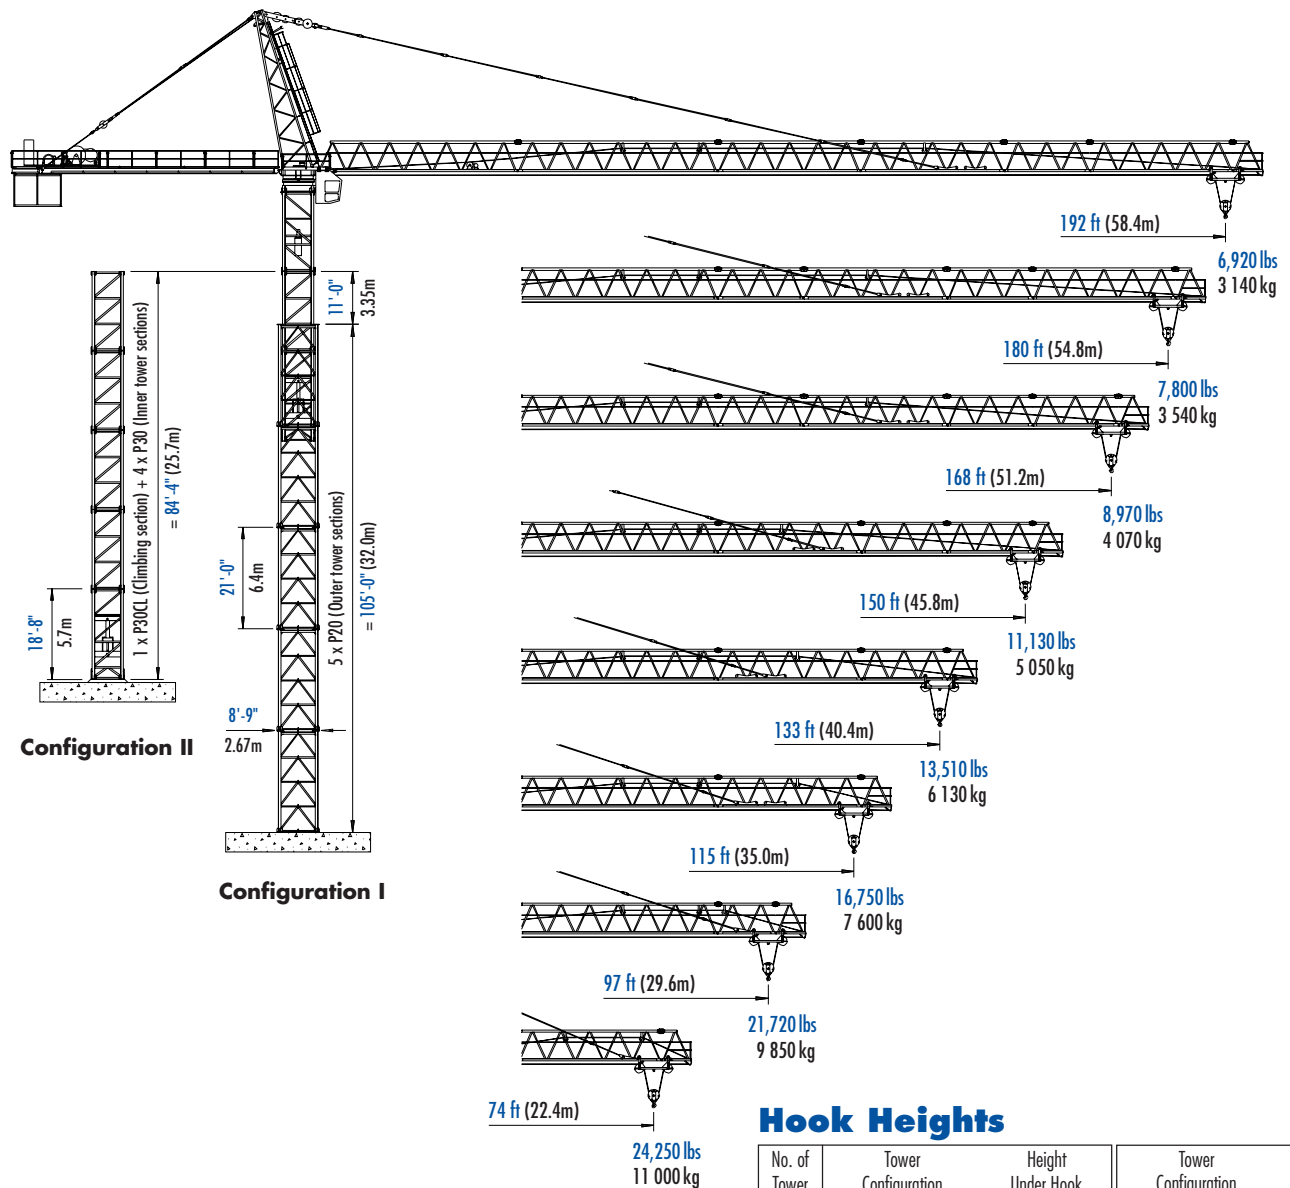 192 ft (58.4m)
6,920 lbs
3 140 kg
11'-0"
3.35m
180 ft (54.8m)
7,800 lbs
3 540 kg
1 x P30CL (Climbing section) + 4 x P30 (Inner tower sections)
= 84'-4" (25.7m)
168 ft (51.2m)
8,970 lbs
4 070 kg
5 x P20 (Outer tower sections)
= 105'-0" (32.0m)
21'-0"
6.4m
18'-8"
5.7m
150 ft (45.8m)
11,130 lbs
5 050 kg
8'-9"
2.67m
Configuration II
133 ft (40.4m)
13,510 lbs
6 130 kg
115 ft (35.0m)
16,750 lbs
7 600 kg
Configuration I
97 ft (29.6m)
21,720 lbs
9 850 kg
74 ft (22.4m)
24,250 lbs
11 000 kg
Hook Heights
No. of Tower Height Tower
Tower Configuration Under Hook Configuration